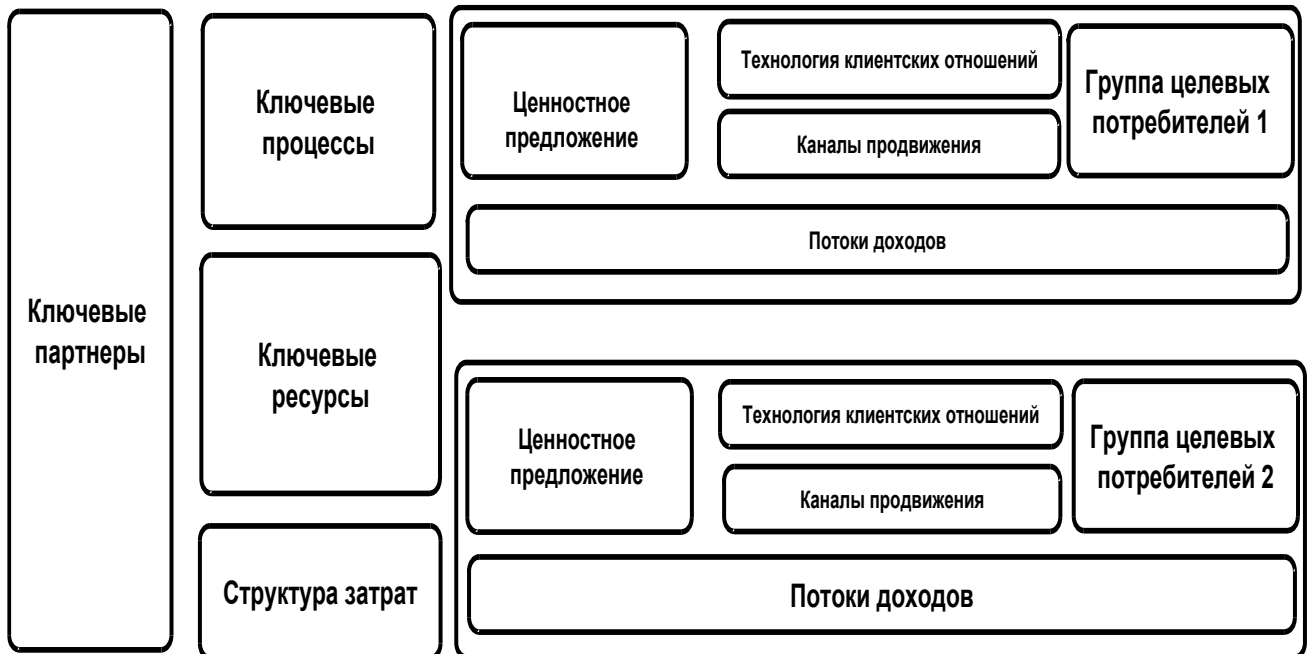 Ключевые
партнеры
Ключевые
процессы
Ключевые
ресурсы
Структура затрат
Ценностное
предложение
Технология клиентских отношений
Каналы продвижения
Группа целевых
потребителей 1
Потоки доходов
Ценностное
предложение
Технология клиентских отношений
Каналы продвижения
Группа целевых
потребителей 2
Потоки доходов